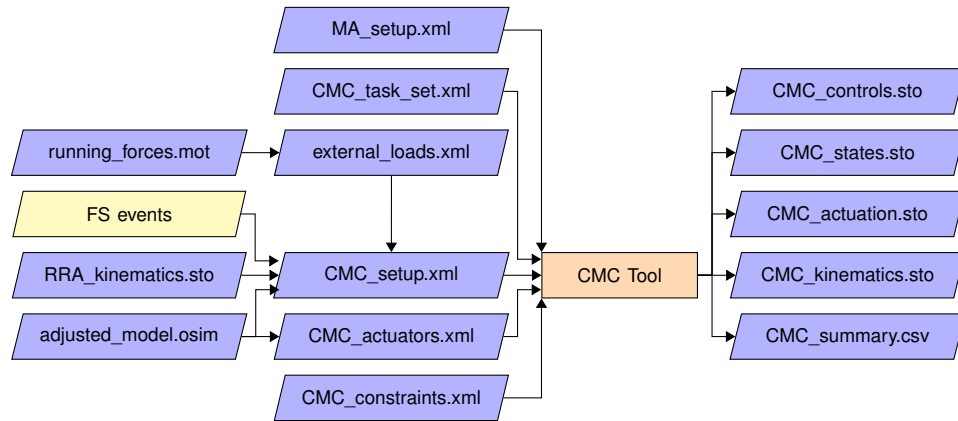 MA_setup.xml
CMC_task_set.xml
CMC_controls.sto
running_forces.mot
external_loads.xml
CMC_states.sto
FS events
CMC_actuation.sto
RRA_kinematics.sto
CMC_setup.xml
CMC Tool
CMC_kinematics.sto
adjusted_model.osim
CMC_actuators.xml
CMC_summary.csv
CMC_constraints.xml